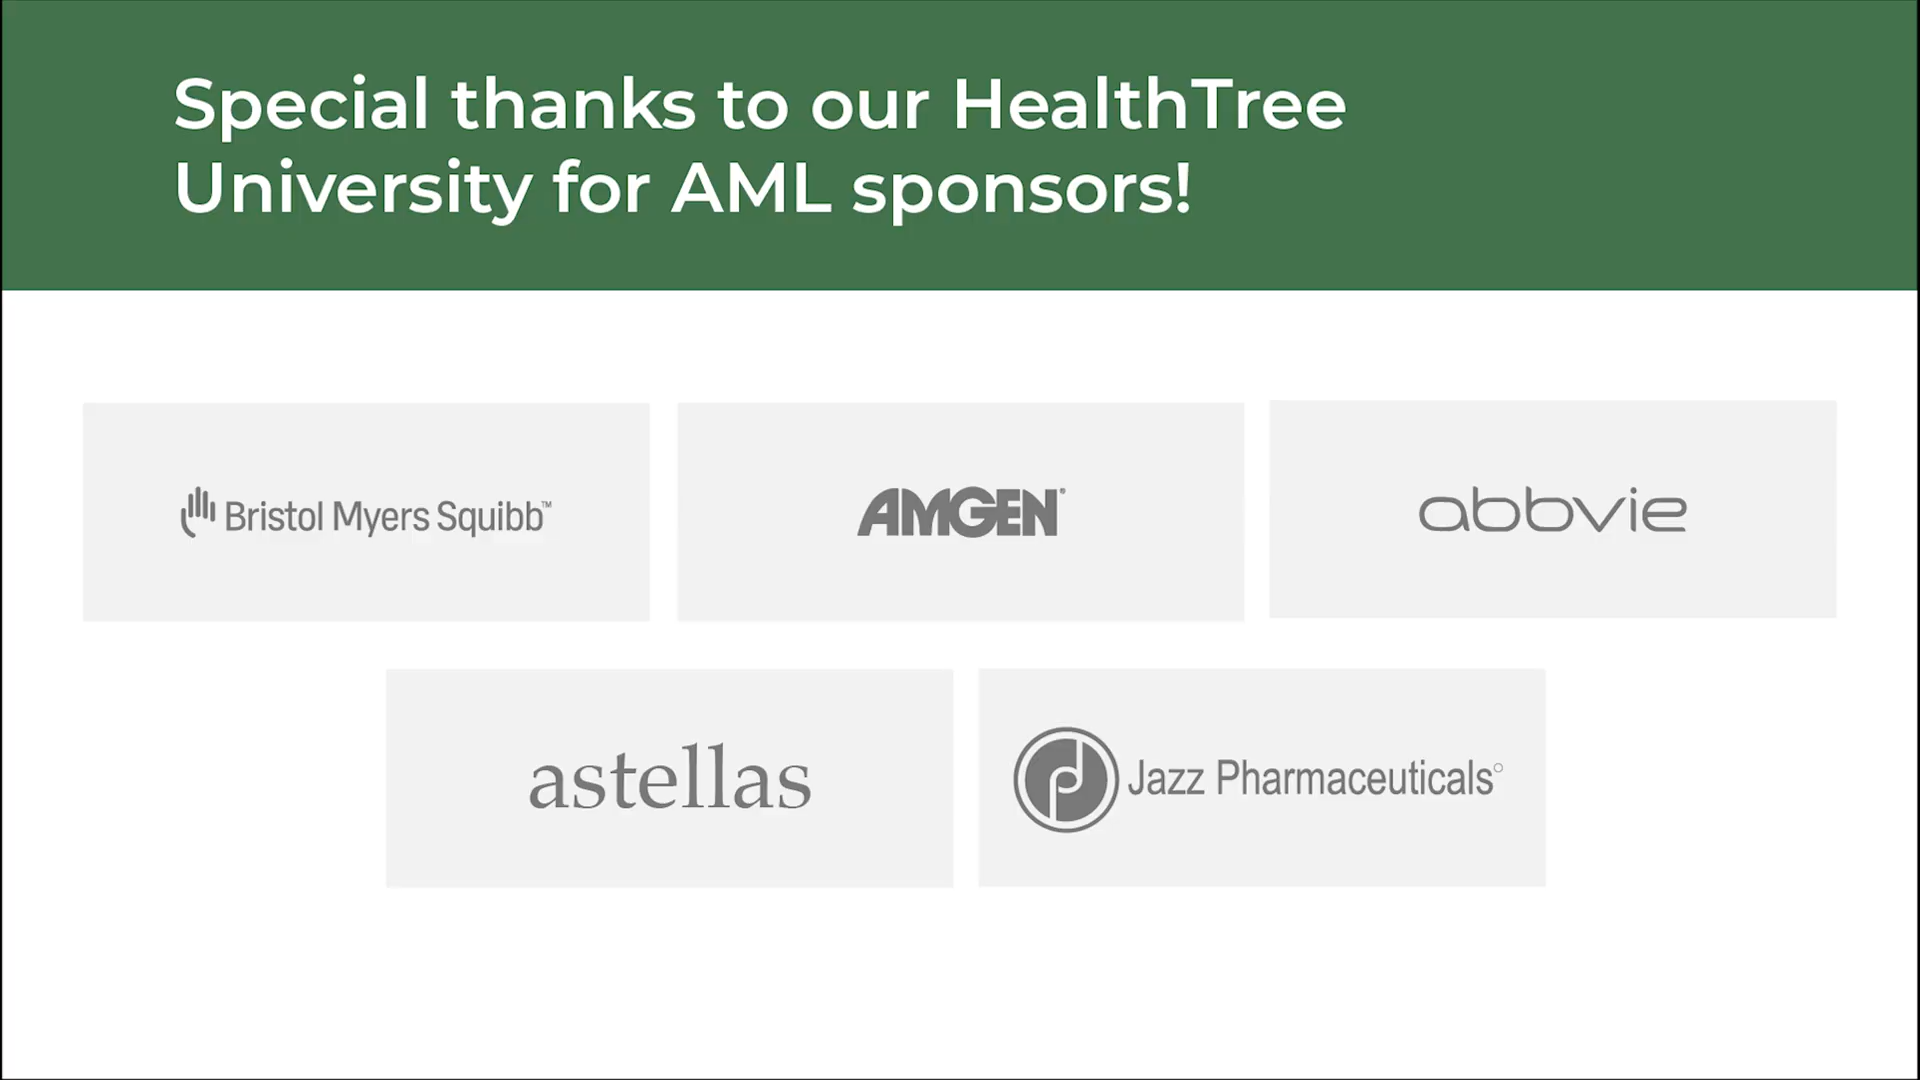 Special thanks to our HealthTree
University for AML sponsors!
Bristol Myers Squibb™
AMGEN®
abbvie
astellas
Jazz Pharmaceuticals